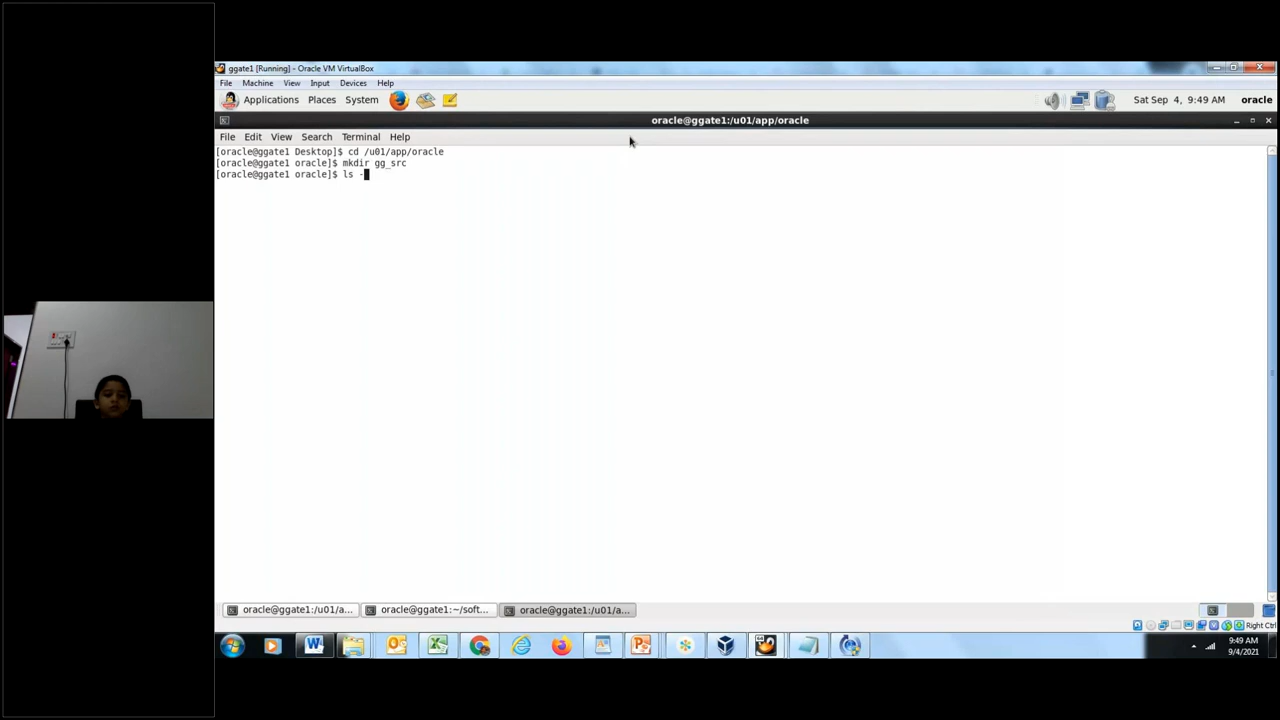 ggate1 [Running] - Oracle VM VirtualBox
File Machine View Input Devices Help
Applications Places System Sat Sep 4, 9:49 AM oracle
oracle@ggate1:/u01/app/oracle
File Edit View Search Terminal Help
[oracle@ggate1 Desktop]$ cd /u01/app/oracle
[oracle@ggate1 oracle]$ mkdir gg_src
[oracle@ggate1 oracle]$ ls -
oracle@ggate1:/u01/a... oracle@ggate1:~/soft... oracle@ggate1:/u01/a...
Right Ctrl
9:49 AM
9/4/2021